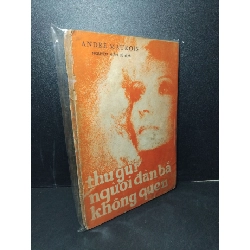 ANDRÉ MAUROIS
thư gửi
người đàn bà
không quen